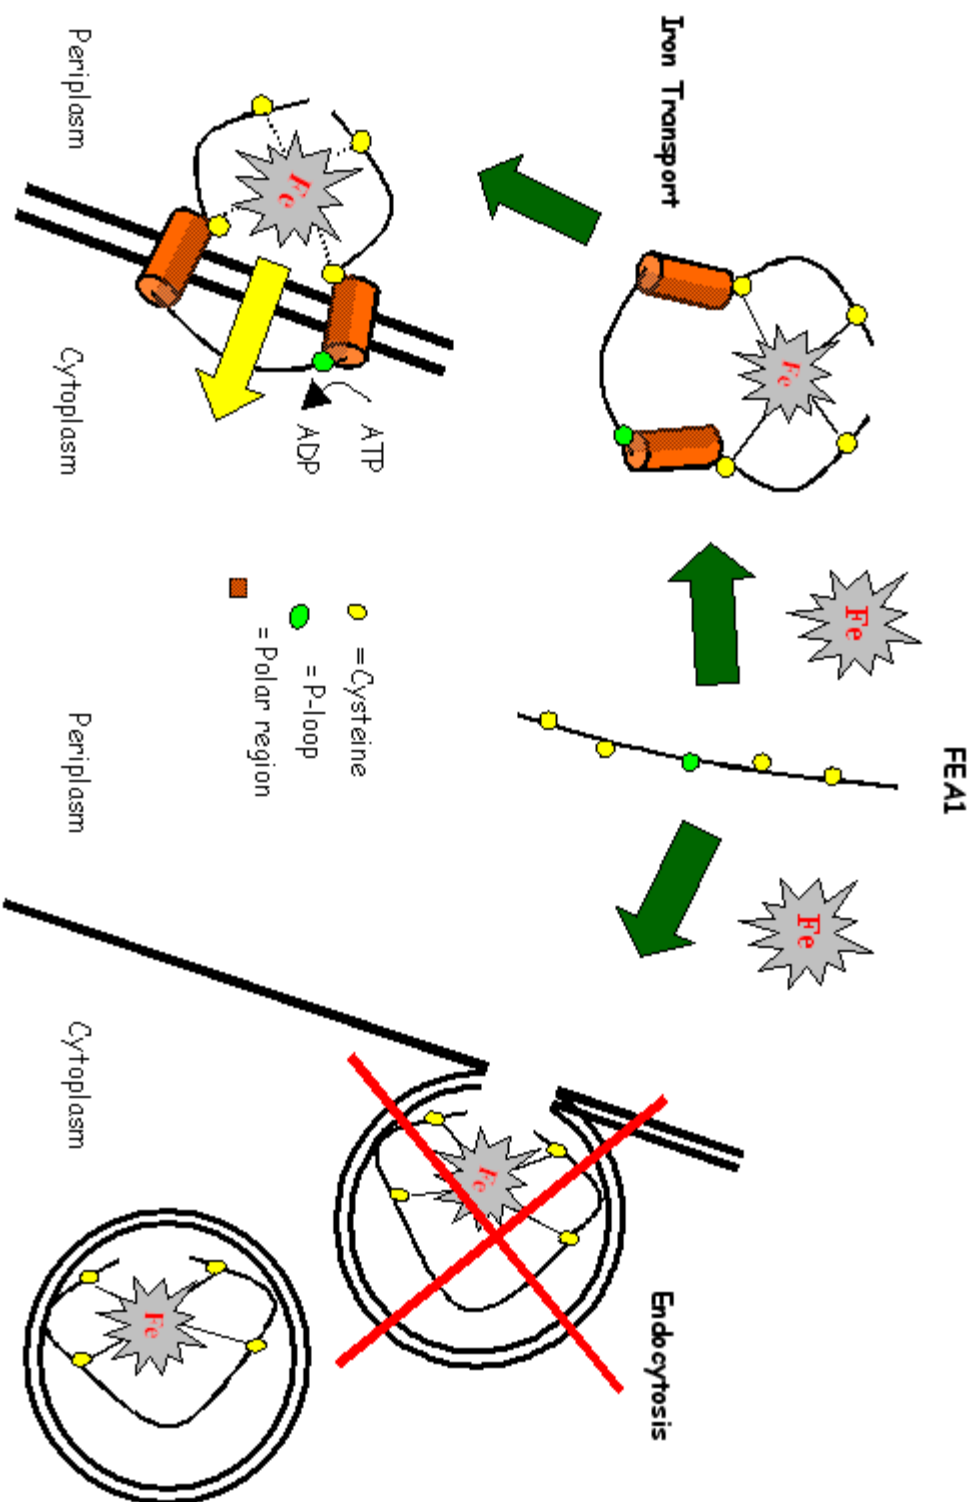 FEA1
Iron Transport
Endocytosis
Fe
Fe
Fe
Fe
Fe
Fe
ATP
ADP
= Cysteine
= P-loop
= Polar region
Periplasm
Cytoplasm
Periplasm
Cytoplasm